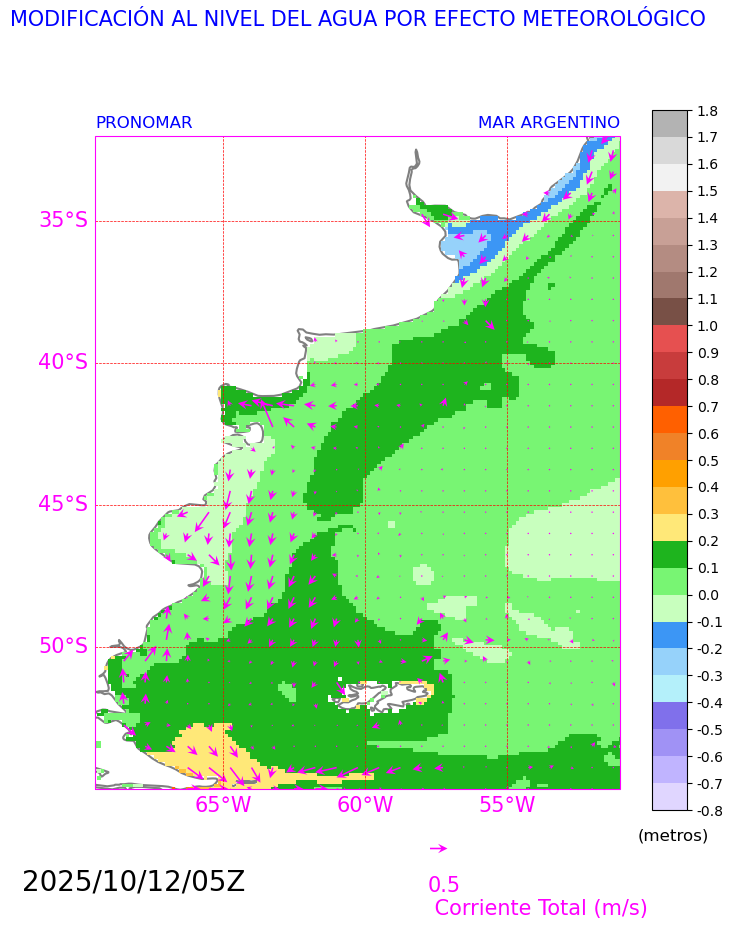 MODIFICACIÓN AL NIVEL DEL AGUA POR EFECTO METEOROLÓGICO
PRONOMAR
MAR ARGENTINO
35°S
40°S
45°S
50°S
65°W
60°W
55°W
1.8
1.7
1.6
1.5
1.4
1.3
1.2
1.1
1.0
0.9
0.8
0.7
0.6
0.5
0.4
0.3
0.2
0.1
0.0
-0.1
-0.2
-0.3
-0.4
-0.5
-0.6
-0.7
-0.8
(metros)
2025/10/12/05Z
0.5
Corriente Total (m/s)